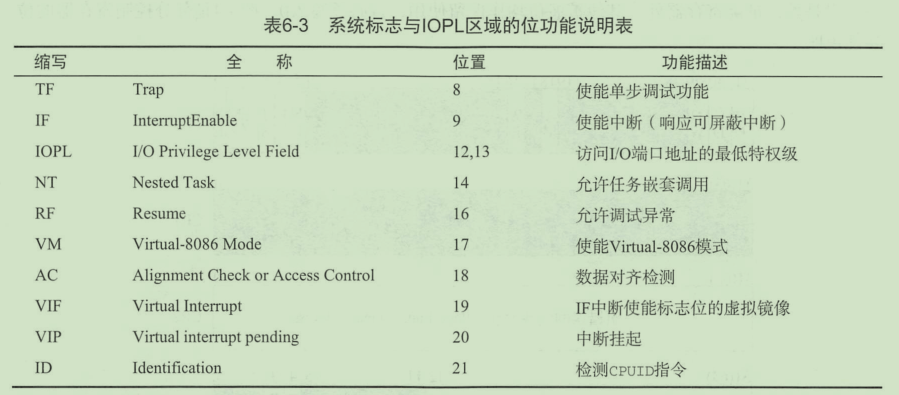 表6-3 系统标志与IOPL区域的位功能说明表
缩写 全 称 位置 功能描述
TF Trap 8 使能单步调试功能
IF InterruptEnable 9 使能中断（响应可屏蔽中断）
IOPL I/O Privilege Level Field 12,13 访问I/O端口地址的最低特权级
NT Nested Task 14 允许任务嵌套调用
RF Resume 16 允许调试异常
VM Virtual-8086 Mode 17 使能Virtual-8086模式
AC Alignment Check or Access Control 18 数据对齐检测
VIF Virtual Interrupt 19 IF中断使能标志位的虚拟镜像
VIP Virtual interrupt pending 20 中断挂起
ID Identification 21 检测CPUID指令